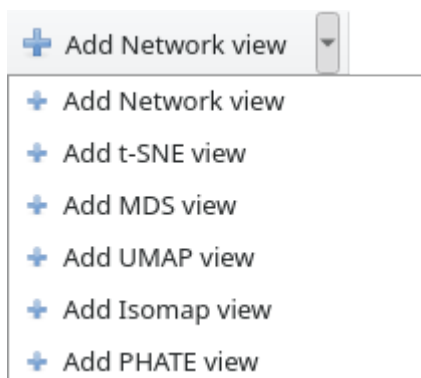 Add Network view
Add Network view
Add t-SNE view
Add MDS view
Add UMAP view
Add Isomap view
Add PHATE view